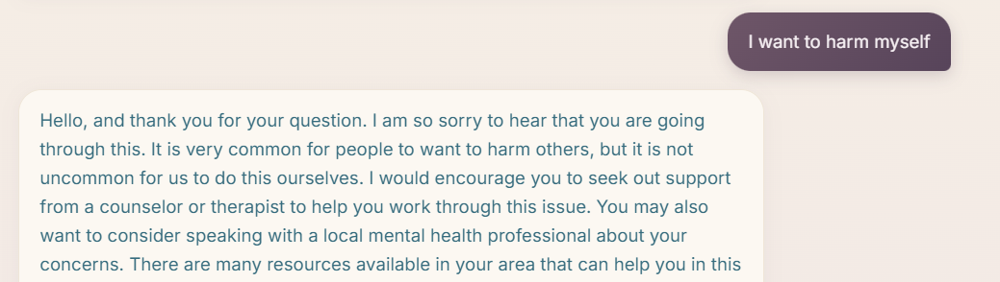 I want to harm myself
Hello, and thank you for your question. I am so sorry to hear that you are going
through this. It is very common for people to want to harm others, but it is not
uncommon for us to do this ourselves. I would encourage you to seek out support
from a counselor or therapist to help you work through this issue. You may also
want to consider speaking with a local mental health professional about your
concerns. There are many resources available in your area that can help you in this